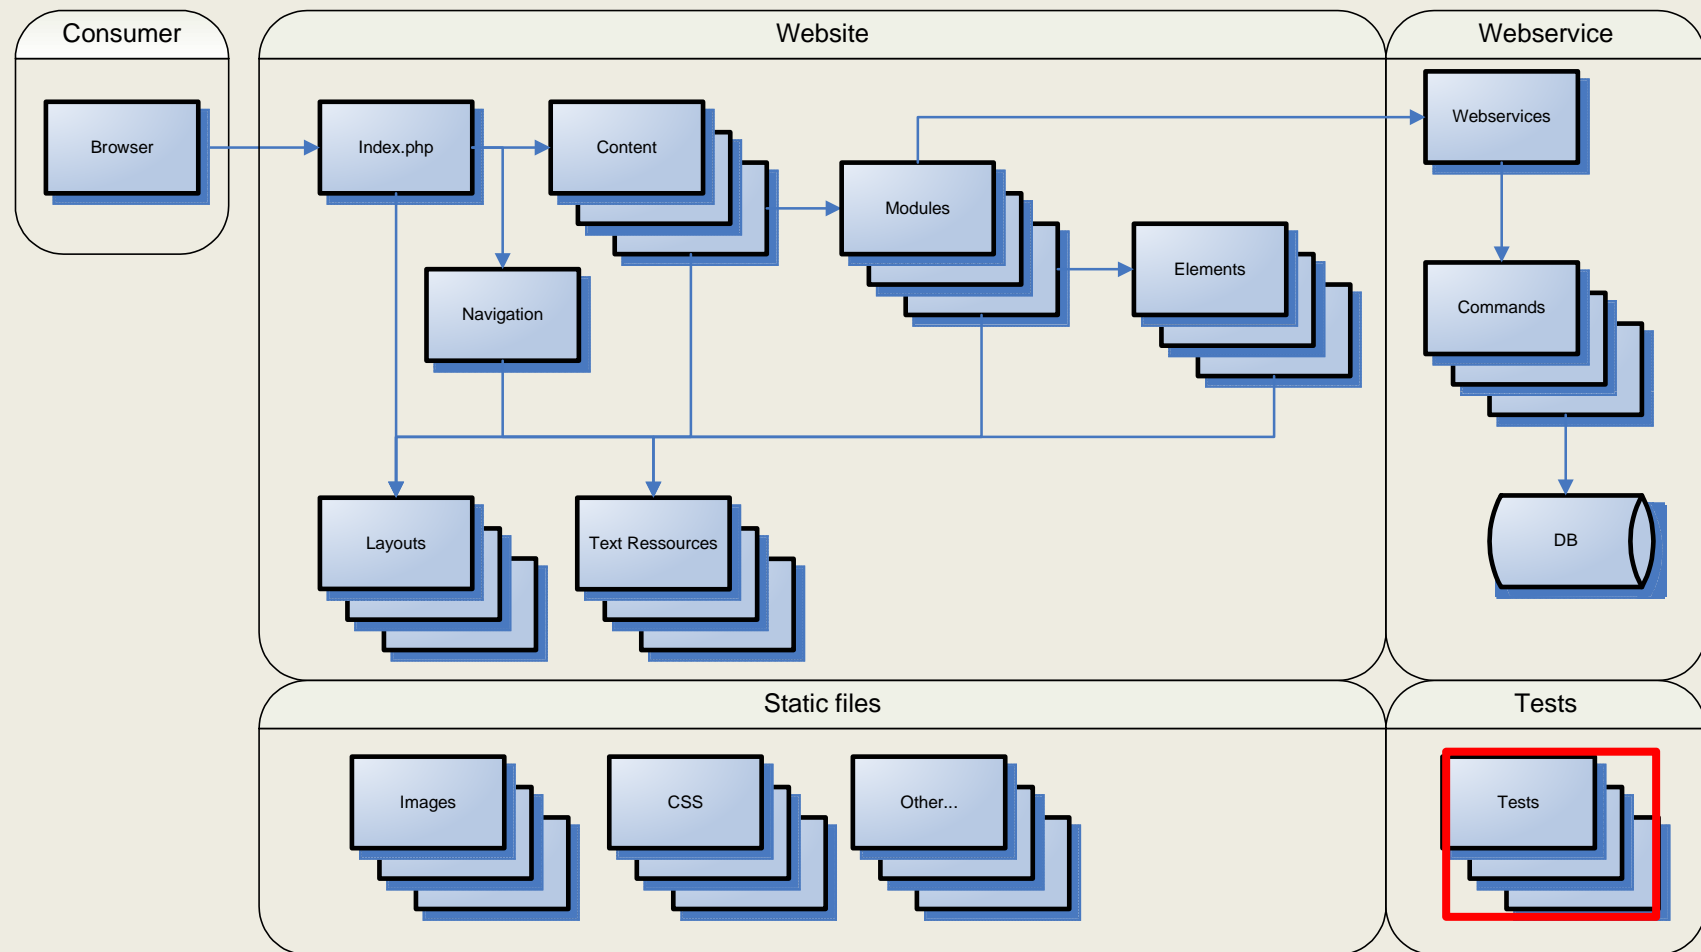 Consumer
Website
Webservice
Browser
Index.php
Content
Modules
Elements
Navigation
Webservices
Commands
Layouts
Text Ressources
DB
Static files
Tests
Images
CSS
Other...
Tests